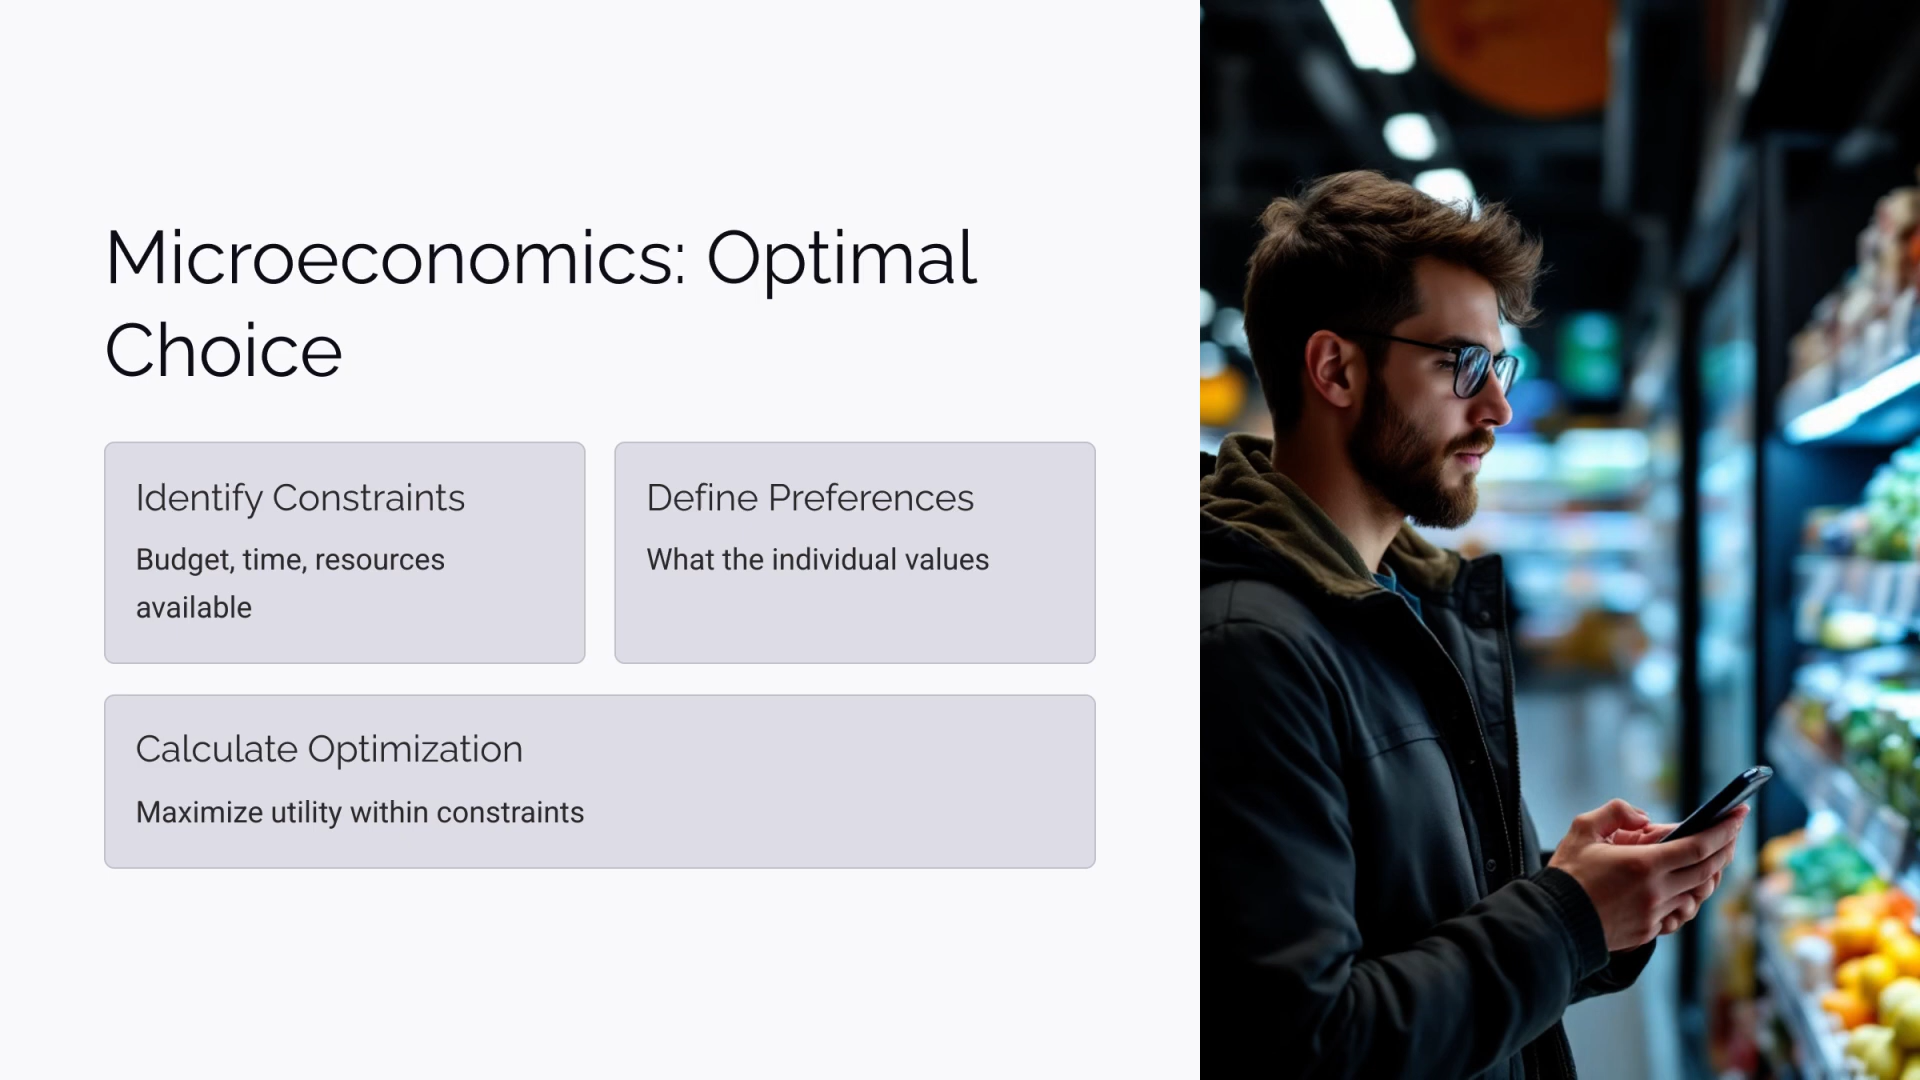 Microeconomics: Optimal
Choice
Identify Constraints
Budget, time, resources
available
Define Preferences
What the individual values
Calculate Optimization
Maximize utility within constraints